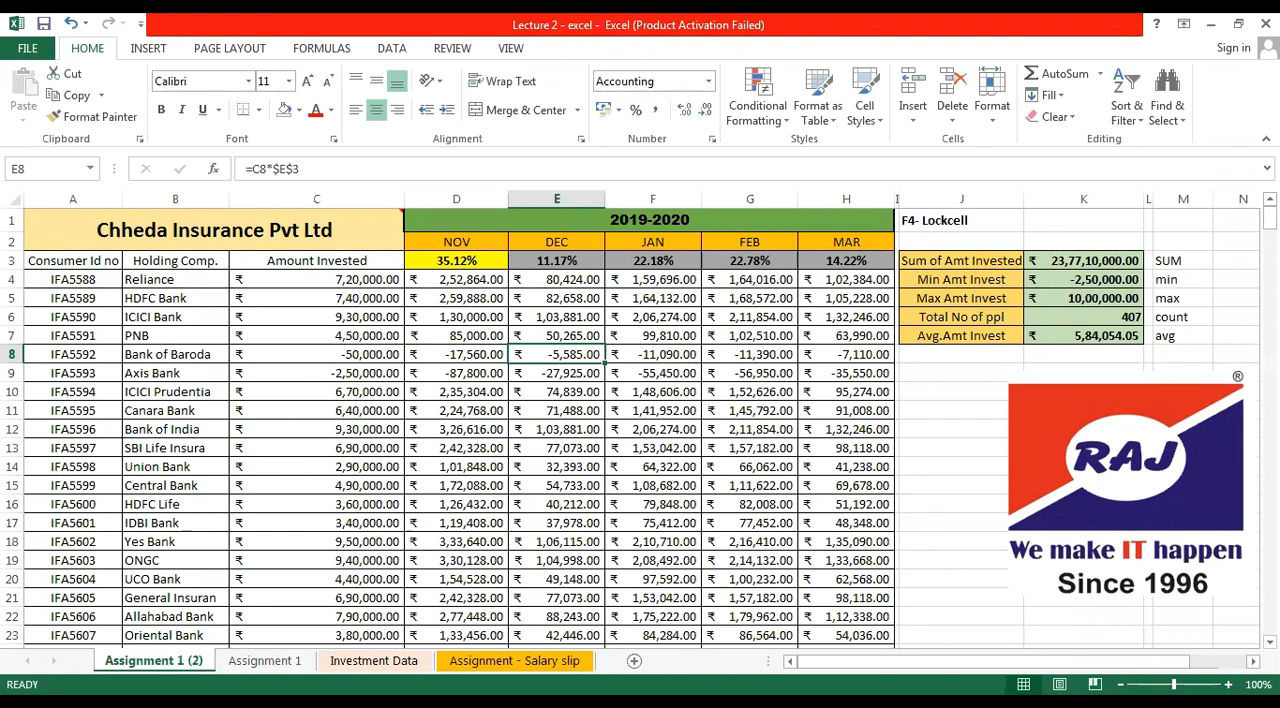 Lecture 2 - excel - Excel (Product Activation Failed)
FILE HOME INSERT PAGE LAYOUT FORMULAS DATA REVIEW VIEW Sign in
Cut
Copy
Format Painter
Paste
Clipboard
Calibri 11
B I U
Font
Wrap Text
Merge & Center
Alignment
Accounting
% ,
Number
Conditional Formatting
Format as Table
Cell Styles
Styles
Insert Delete Format
Cells
AutoSum
Fill
Clear
Sort & Filter
Find & Select
Editing
E8 fx =C8*$E$3
A B C D E F G H I J K L M N
1 Chheda Insurance Pvt Ltd 2019-2020 F4- Lockcell
2 NOV DEC JAN FEB MAR
3 Consumer Id no Holding Comp. Amount Invested 35.12% 11.17% 22.18% 22.78% 14.22% Sum of Amt Invested ₹ 23,77,10,000.00 SUM
4 IFA5588 Reliance ₹ 7,20,000.00 ₹ 2,52,864.00 ₹ 80,424.00 ₹ 1,59,696.00 ₹ 1,64,016.00 ₹ 1,02,384.00 Min Amt Invest ₹ -2,50,000.00 min
5 IFA5589 HDFC Bank ₹ 7,40,000.00 ₹ 2,59,888.00 ₹ 82,658.00 ₹ 1,64,132.00 ₹ 1,68,572.00 ₹ 1,05,228.00 Max Amt Invest ₹ 10,00,000.00 max
6 IFA5590 ICICI Bank ₹ 9,30,000.00 ₹ 1,30,000.00 ₹ 1,03,881.00 ₹ 2,06,274.00 ₹ 2,11,854.00 ₹ 1,32,246.00 Total No of ppl 407 count
7 IFA5591 PNB ₹ 4,50,000.00 ₹ 85,000.00 ₹ 50,265.00 ₹ 99,810.00 ₹ 1,02,510.00 ₹ 63,990.00 Avg.Amt Invest ₹ 5,84,054.05 avg
8 IFA5592 Bank of Baroda ₹ -50,000.00 ₹ -17,560.00 ₹ -5,585.00 ₹ -11,090.00 ₹ -11,390.00 ₹ -7,110.00
9 IFA5593 Axis Bank ₹ -2,50,000.00 ₹ -87,800.00 ₹ -27,925.00 ₹ -55,450.00 ₹ -56,950.00 ₹ -35,550.00
10 IFA5594 ICICI Prudentia ₹ 6,70,000.00 ₹ 2,35,304.00 ₹ 74,839.00 ₹ 1,48,606.00 ₹ 1,52,626.00 ₹ 95,274.00
11 IFA5595 Canara Bank ₹ 6,40,000.00 ₹ 2,24,768.00 ₹ 71,488.00 ₹ 1,41,952.00 ₹ 1,45,792.00 ₹ 91,008.00
12 IFA5596 Bank of India ₹ 9,30,000.00 ₹ 3,26,616.00 ₹ 1,03,881.00 ₹ 2,06,274.00 ₹ 2,11,854.00 ₹ 1,32,246.00
13 IFA5597 SBI Life Insura ₹ 6,90,000.00 ₹ 2,42,328.00 ₹ 77,073.00 ₹ 1,53,042.00 ₹ 1,57,182.00 ₹ 98,118.00
14 IFA5598 Union Bank ₹ 2,90,000.00 ₹ 1,01,848.00 ₹ 32,393.00 ₹ 64,322.00 ₹ 66,062.00 ₹ 41,238.00
15 IFA5599 Central Bank ₹ 4,90,000.00 ₹ 1,72,088.00 ₹ 54,733.00 ₹ 1,08,682.00 ₹ 1,11,622.00 ₹ 69,678.00
16 IFA5600 HDFC Life ₹ 3,60,000.00 ₹ 1,26,432.00 ₹ 40,212.00 ₹ 79,848.00 ₹ 82,008.00 ₹ 51,192.00
17 IFA5601 IDBI Bank ₹ 3,40,000.00 ₹ 1,19,408.00 ₹ 37,978.00 ₹ 75,412.00 ₹ 77,452.00 ₹ 48,348.00
18 IFA5602 Yes Bank ₹ 9,50,000.00 ₹ 3,33,640.00 ₹ 1,06,115.00 ₹ 2,10,710.00 ₹ 2,16,410.00 ₹ 1,35,090.00
19 IFA5603 ONGC ₹ 9,40,000.00 ₹ 3,30,128.00 ₹ 1,04,998.00 ₹ 2,08,492.00 ₹ 2,14,132.00 ₹ 1,33,668.00
20 IFA5604 UCO Bank ₹ 4,40,000.00 ₹ 1,54,528.00 ₹ 49,148.00 ₹ 97,592.00 ₹ 1,00,232.00 ₹ 62,568.00
21 IFA5605 General Insuran ₹ 6,90,000.00 ₹ 2,42,328.00 ₹ 77,073.00 ₹ 1,53,042.00 ₹ 1,57,182.00 ₹ 98,118.00
22 IFA5606 Allahabad Bank ₹ 7,90,000.00 ₹ 2,77,448.00 ₹ 88,243.00 ₹ 1,75,222.00 ₹ 1,79,962.00 ₹ 1,12,338.00
23 IFA5607 Oriental Bank ₹ 3,80,000.00 ₹ 1,33,456.00 ₹ 42,446.00 ₹ 84,284.00 ₹ 86,564.00 ₹ 54,036.00
®
RAJ
We make IT happen
Since 1996
Assignment 1 (2) Assignment 1 Investment Data Assignment - Salary slip
READY 100%